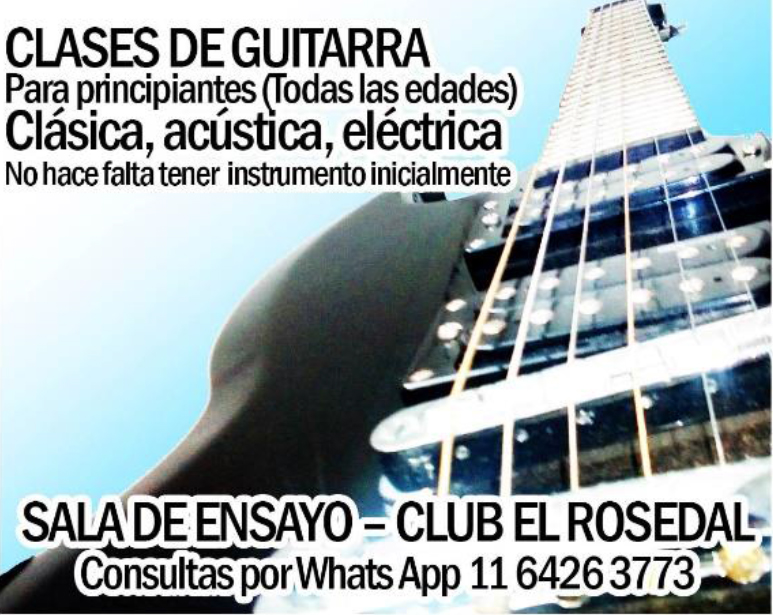 CLASES DE GUITARRA
Para principiantes (Todas las edades)
Clásica, acústica, eléctrica
No hace falta tener instrumento inicialmente
SALA DE ENSAYO – CLUB EL ROSEDAL
Consultas por Whats App 11 6426 3773